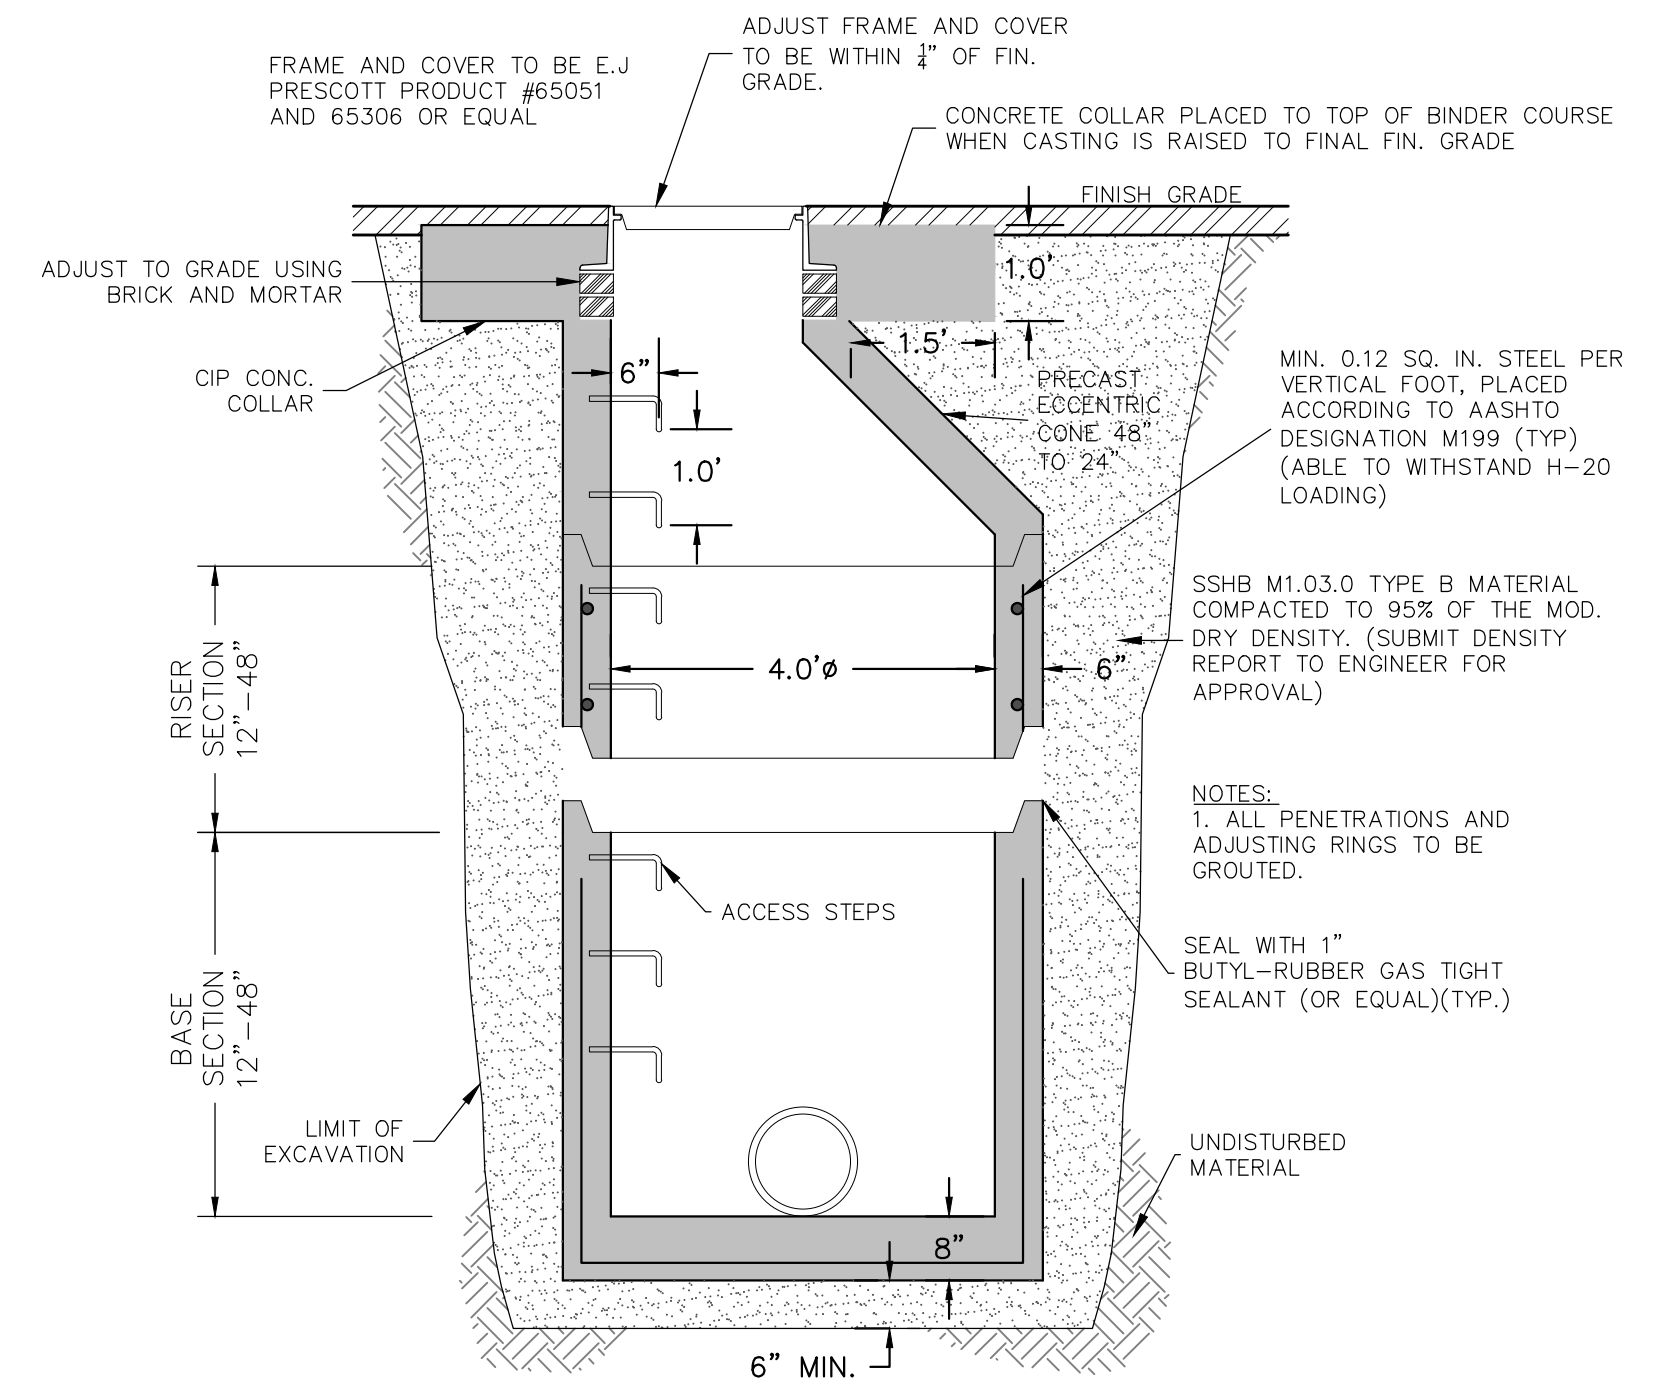 ADJUST FRAME AND COVER
TO BE WITHIN ¼" OF FIN.
GRADE.
FRAME AND COVER TO BE E.J
PRESCOTT PRODUCT #65051
AND 65306 OR EQUAL
CONCRETE COLLAR PLACED TO TOP OF BINDER COURSE
WHEN CASTING IS RAISED TO FINAL FIN. GRADE
FINISH GRADE
ADJUST TO GRADE USING
BRICK AND MORTAR
1.0'
1.5'
6"
CIP CONC.
COLLAR
PRECAST
ECCENTRIC
CONE 48"
TO 24"
1.0'
MIN. 0.12 SQ. IN. STEEL PER
VERTICAL FOOT, PLACED
ACCORDING TO AASHTO
DESIGNATION M199 (TYP)
(ABLE TO WITHSTAND H-20
LOADING)
SSHB M1.03.0 TYPE B MATERIAL
COMPACTED TO 95% OF THE MOD.
DRY DENSITY. (SUBMIT DENSITY
REPORT TO ENGINEER FOR
APPROVAL)
RISER
SECTION
12"-48"
4.0'ø
6"
NOTES:
1. ALL PENETRATIONS AND
ADJUSTING RINGS TO BE
GROUTED.
ACCESS STEPS
SEAL WITH 1"
BUTYL-RUBBER GAS TIGHT
SEALANT (OR EQUAL)(TYP.)
BASE
SECTION
12"-48"
LIMIT OF
EXCAVATION
UNDISTURBED
MATERIAL
8"
6" MIN.